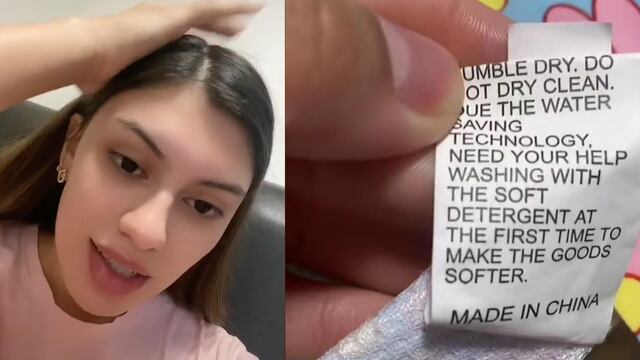 UMBLE DRY. DO
OT DRY CLEAN.
DUE THE WATER
SAVING
TECHNOLOGY,
NEED YOUR HELP
WASHING WITH
THE SOFT
DETERGENT AT
THE FIRST TIME TO
MAKE THE GOODS
SOFTER.
MADE IN CHINA